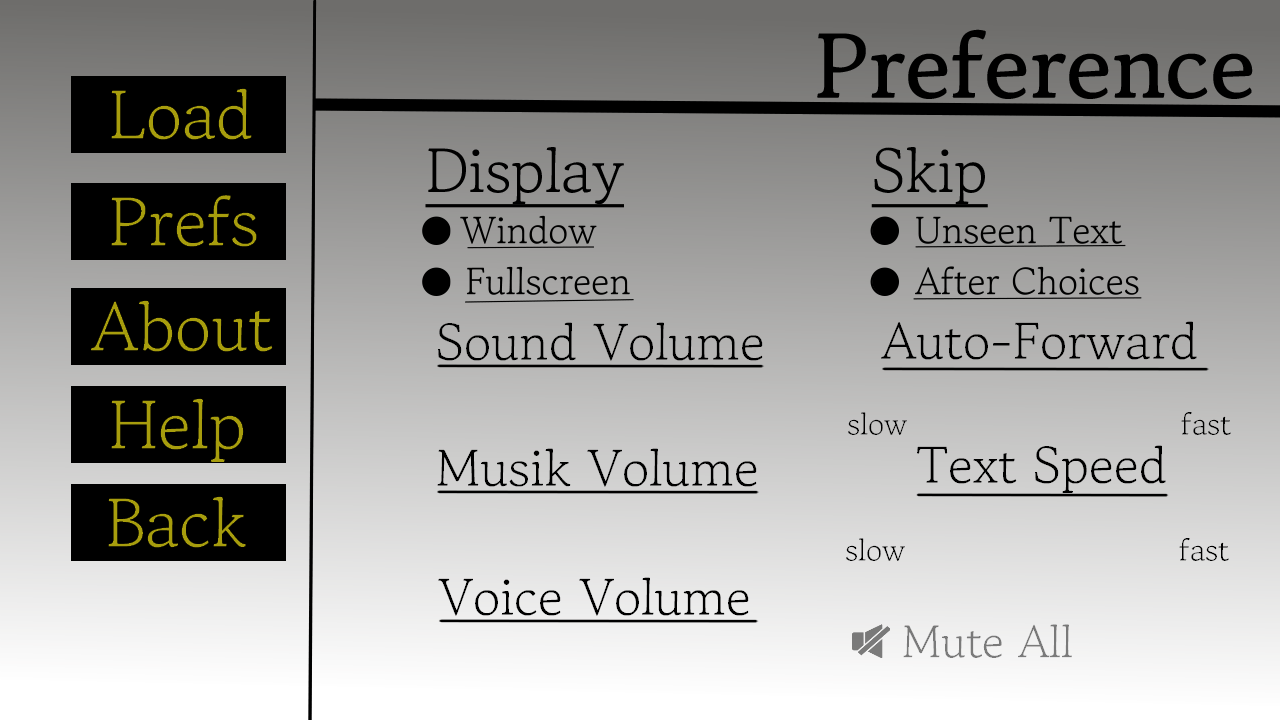 Preference
Load
Prefs
About
Help
Back
Display
Window
Fullscreen
Sound Volume
Musik Volume
Voice Volume
Skip
Unseen Text
After Choices
Auto-Forward
slow fast
Text Speed
slow fast
Mute All